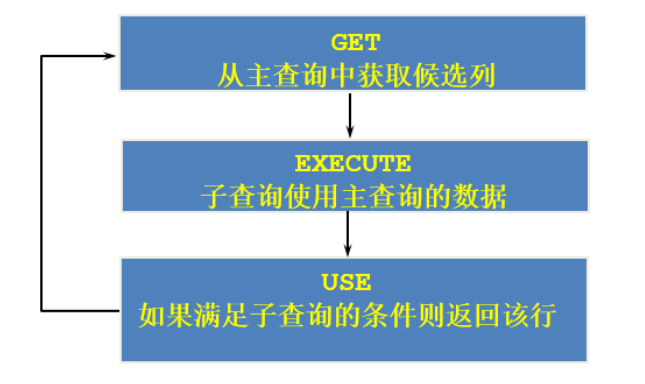 GET
从主查询中获取候选列
EXECUTE
子查询使用主查询的数据
USE
如果满足子查询的条件则返回该行